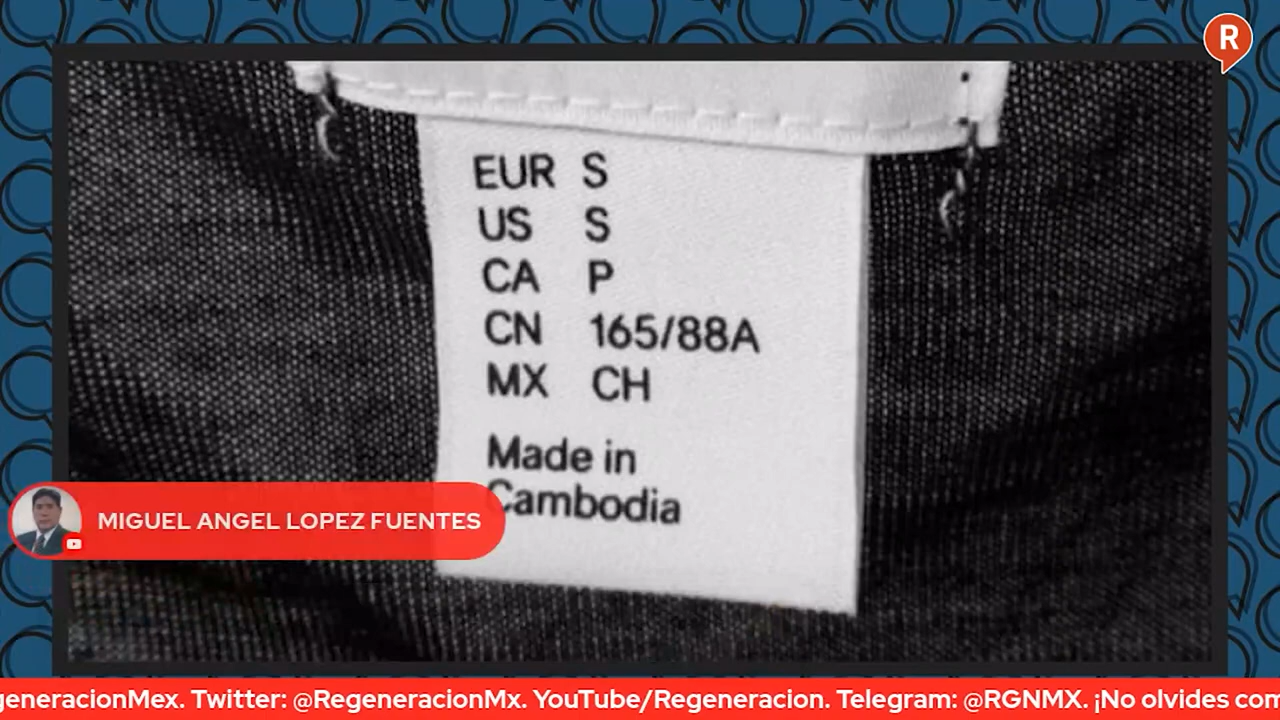 R
EUR S
US S
CA P
CN 165/88A
MX CH
Made in
Cambodia
MIGUEL ANGEL LOPEZ FUENTES
generacionMex. Twitter: @RegeneracionMx. YouTube/Regeneracion. Telegram: @RGNMX. ¡No olvides com